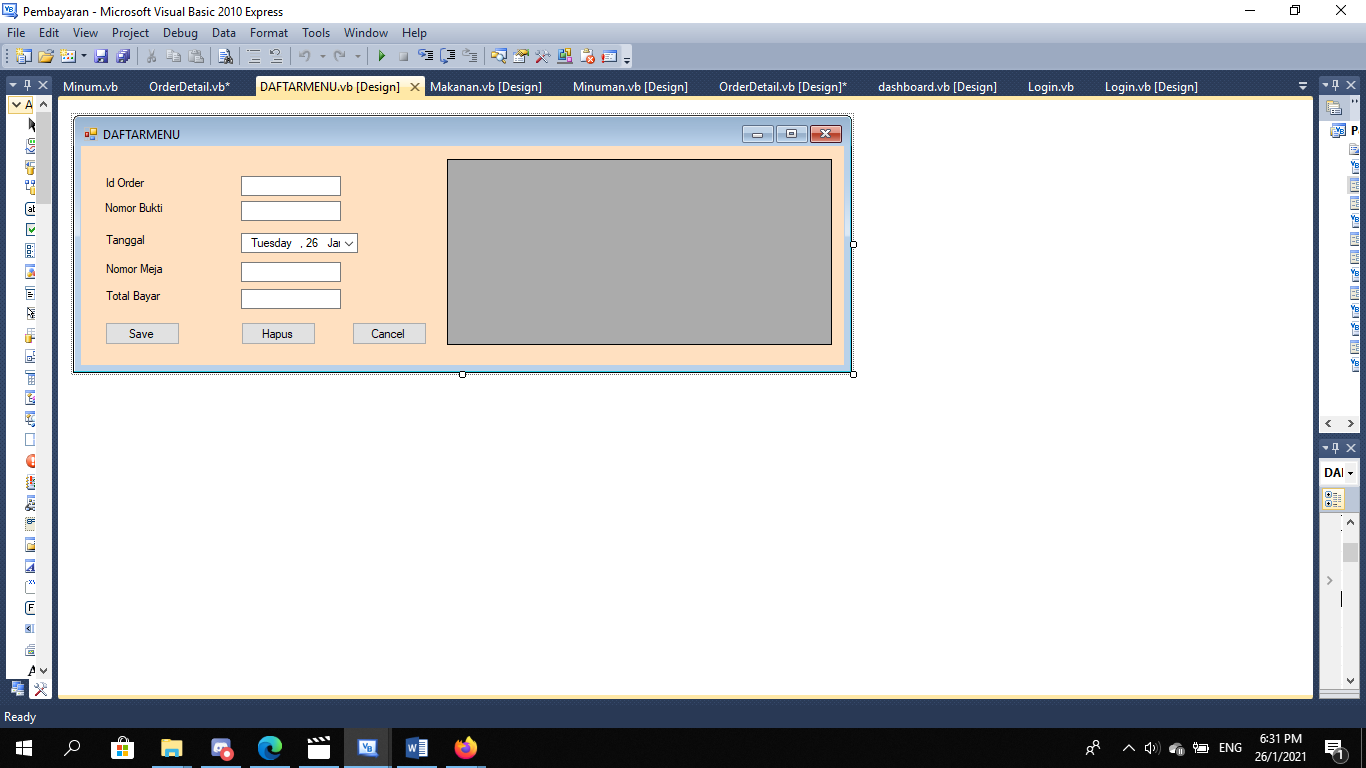 Pembayaran - Microsoft Visual Basic 2010 Express
File Edit View Project Debug Data Format Tools Window Help
Minum.vb OrderDetail.vb* DAFTARMENU.vb [Design] Makanan.vb [Design] Minuman.vb [Design] OrderDetail.vb [Design]* dashboard.vb [Design] Login.vb Login.vb [Design]
DAFTARMENU
Id Order
Nomor Bukti
Tanggal Tuesday , 26
Nomor Meja
Total Bayar
Save Hapus Cancel
Ready
ENG
6:31 PM
26/1/2021
1